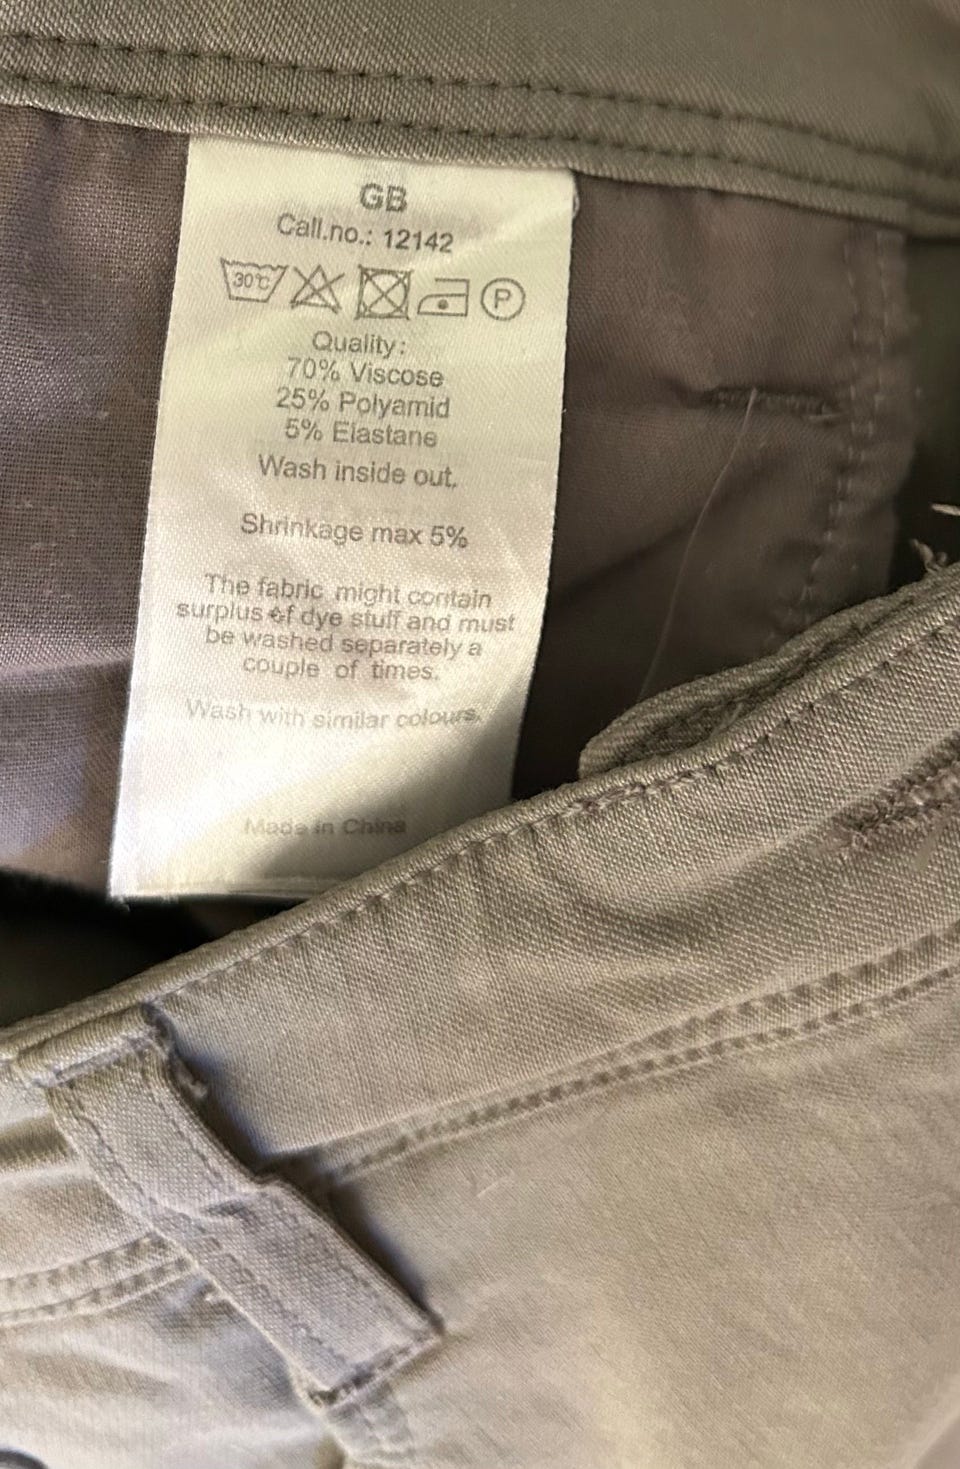 GB
Call.no.: 12142
30°C P
Quality:
70% Viscose
25% Polyamid
5% Elastane
Wash inside out.
Shrinkage max 5%
The fabric might contain
surplus of dye stuff and must
be washed separately a
couple of times.
Wash with similar colours.
Made in China